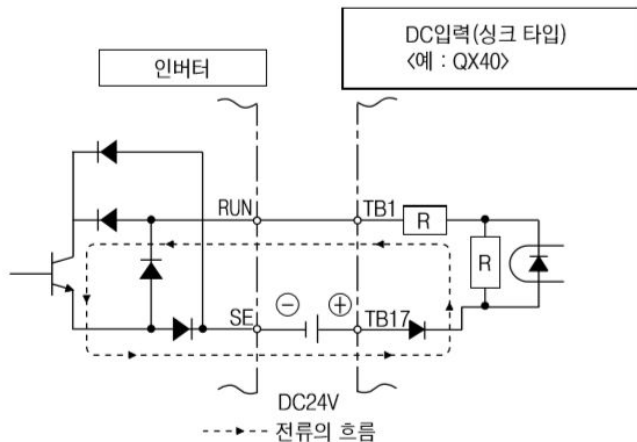 인버터
DC입력(싱크 타입)
<예 : QX40>
RUN
TB1
R
R
SE
⊖
⊕
TB17
DC24V
전류의 흐름